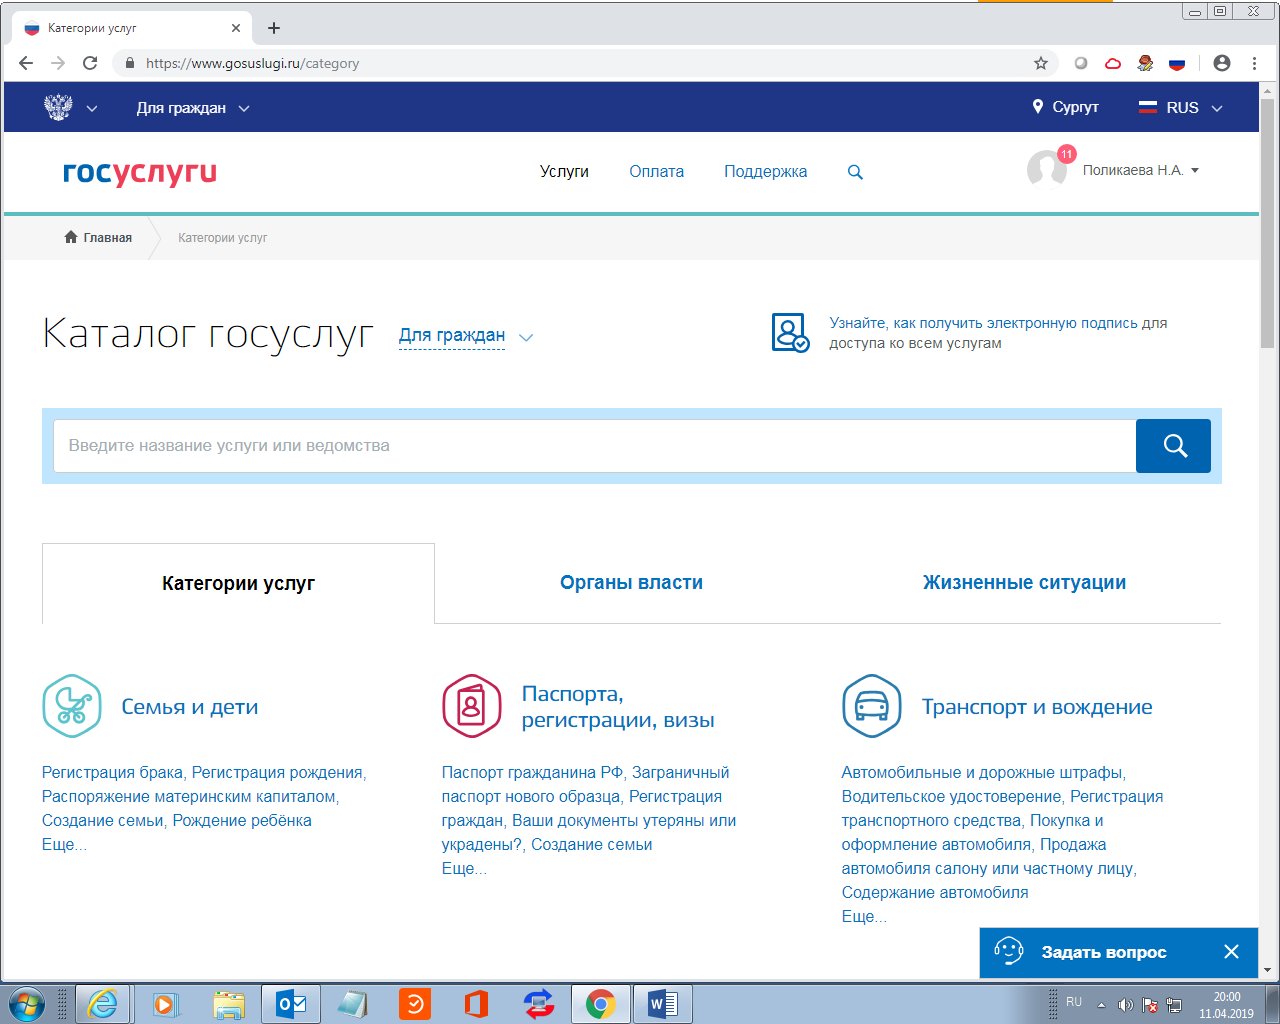 Категории услуг
https://www.gosuslugi.ru/category
Для граждан
Сургут
RUS
госуслуги
Услуги
Оплата
Поддержка
11
Поликаева Н.А.
Главная
Категории услуг
Каталог госуслуг
Для граждан
Узнайте, как получить электронную подпись для
доступа ко всем услугам
Введите название услуги или ведомства
Категории услуг
Органы власти
Жизненные ситуации
Семья и дети
Регистрация брака, Регистрация рождения,
Распоряжение материнским капиталом,
Создание семьи, Рождение ребёнка
Еще...
Паспорта,
регистрации, визы
Паспорт гражданина РФ, Заграничный
паспорт нового образца, Регистрация
граждан, Ваши документы утеряны или
украдены?, Создание семьи
Еще...
Транспорт и вождение
Автомобильные и дорожные штрафы,
Водительское удостоверение, Регистрация
транспортного средства, Покупка и
оформление автомобиля, Продажа
автомобиля салону или частному лицу,
Содержание автомобиля
Еще...
Задать вопрос
RU
20:00
11.04.2019